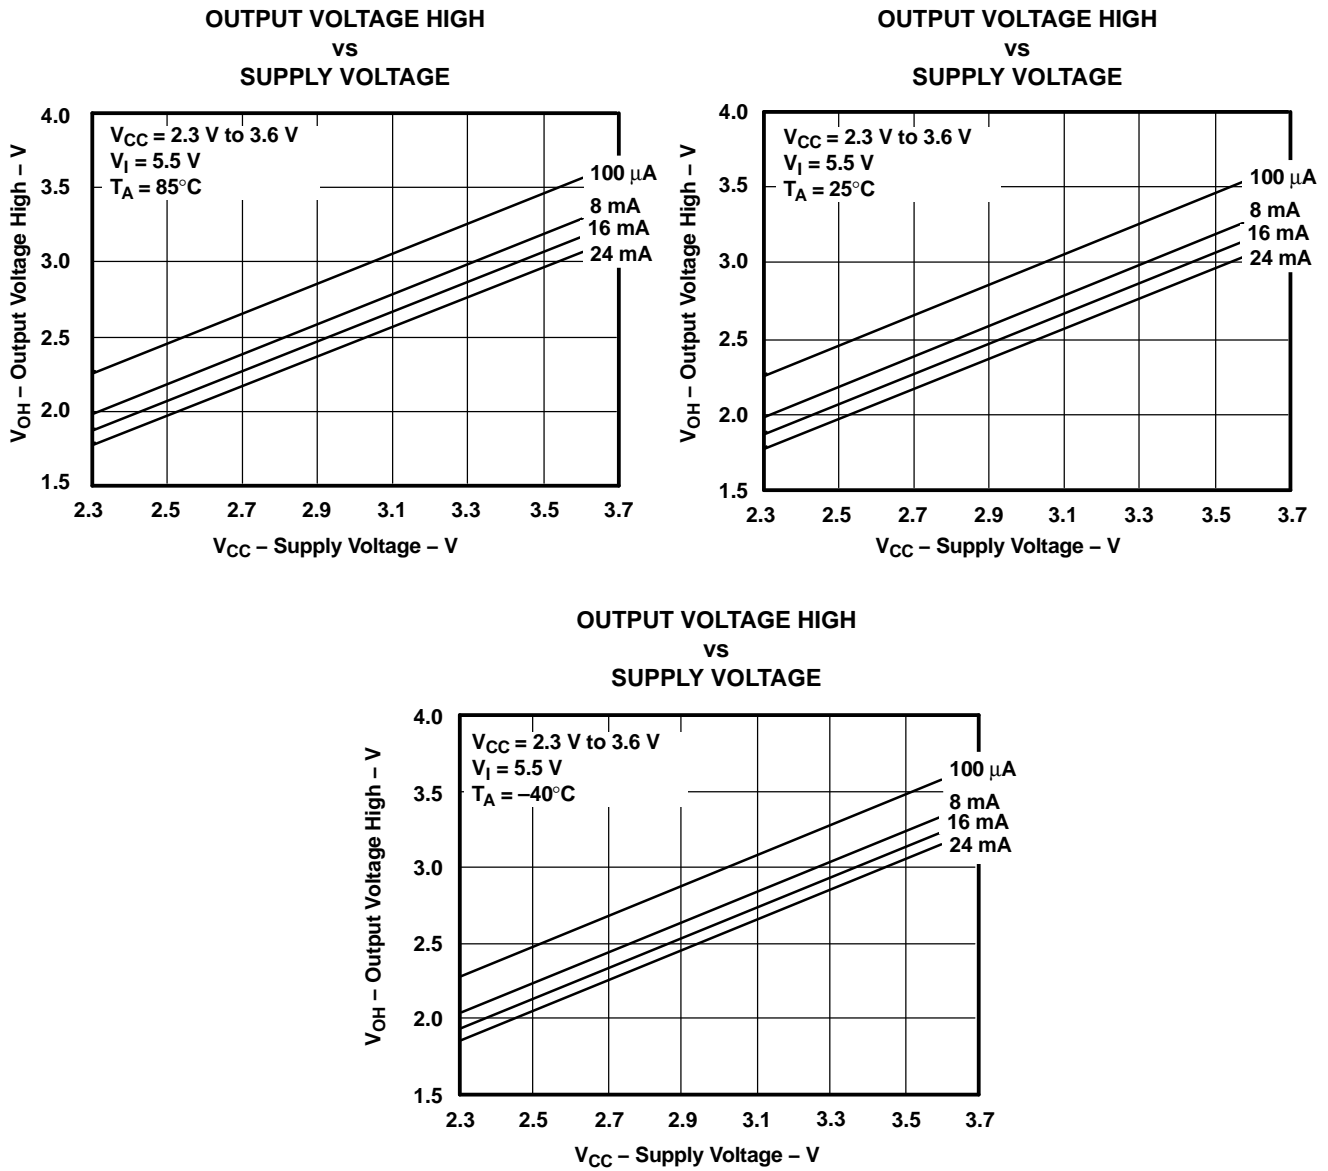 OUTPUT VOLTAGE HIGH
vs
SUPPLY VOLTAGE
4.0
3.5
3.0
2.5
2.0
1.5
V_OH – Output Voltage High – V
V_CC = 2.3 V to 3.6 V
V_I = 5.5 V
T_A = 85°C
100 µA
8 mA
16 mA
24 mA
2.3 2.5 2.7 2.9 3.1 3.3 3.5 3.7
V_CC – Supply Voltage – V
OUTPUT VOLTAGE HIGH
vs
SUPPLY VOLTAGE
4.0
3.5
3.0
2.5
2.0
1.5
V_OH – Output Voltage High – V
V_CC = 2.3 V to 3.6 V
V_I = 5.5 V
T_A = 25°C
100 µA
8 mA
16 mA
24 mA
2.3 2.5 2.7 2.9 3.1 3.3 3.5 3.7
V_CC – Supply Voltage – V
OUTPUT VOLTAGE HIGH
vs
SUPPLY VOLTAGE
4.0
3.5
3.0
2.5
2.0
1.5
V_OH – Output Voltage High – V
V_CC = 2.3 V to 3.6 V
V_I = 5.5 V
T_A = –40°C
100 µA
8 mA
16 mA
24 mA
2.3 2.5 2.7 2.9 3.1 3.3 3.5 3.7
V_CC – Supply Voltage – V